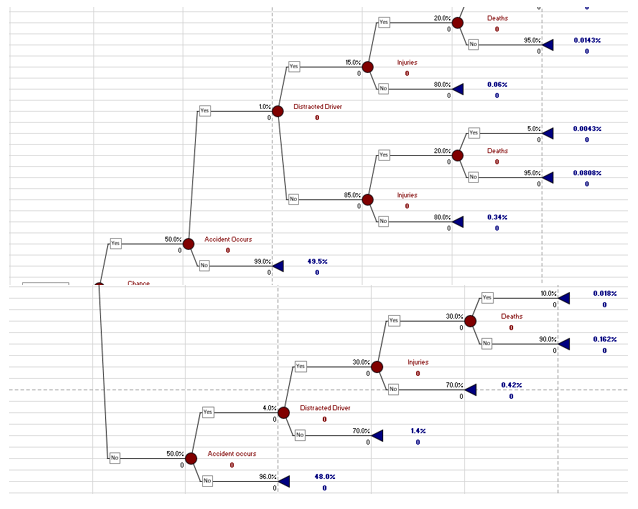 20.0% Deaths
Yes
0 0
No 95.0% 0.0143%
0 0
15.0% Injuries
Yes
0 0
No 80.0% 0.06%
0 0
1.0% Distracted Driver
Yes
0 0
Yes 5.0% 0.0043%
0 0
20.0% Deaths
Yes
0 0
No 95.0% 0.0808%
0 0
No 85.0% Injuries
0 0
No 80.0% 0.34%
0 0
Yes 50.0% Accident Occurs
0 0
No 99.0% 49.5%
0 0
Chance
Yes 10.0% 0.018%
0 0
Yes 30.0% Deaths
0 0
No 90.0% 0.162%
0 0
Yes 30.0% Injuries
0 0
No 70.0% 0.42%
0 0
Yes 4.0% Distracted Driver
0 0
No 70.0% 1.4%
0 0
No 50.0% Accident occurs
0 0
No 96.0% 48.0%
0 0